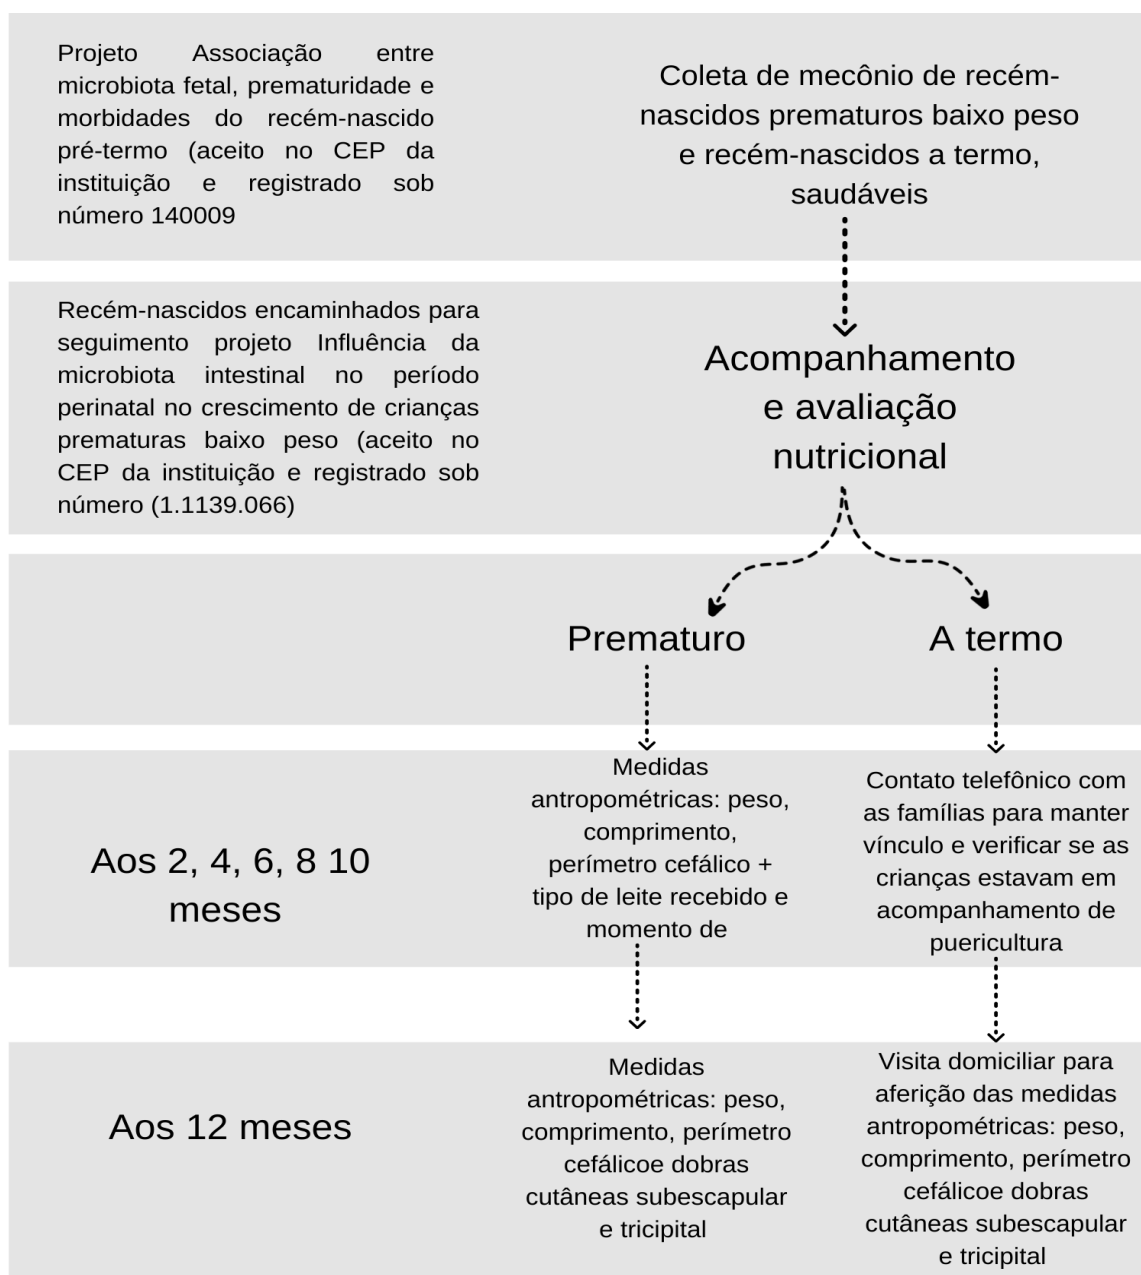 Projeto Associação entre
microbiota fetal, prematuridade e
morbidades do recém-nascido
pré-termo (aceito no CEP da
instituição e registrado sob
número 140009
Coleta de mecônio de recém-
nascidos prematuros baixo peso
e recém-nascidos a termo,
saudáveis
Recém-nascidos encaminhados para
seguimento projeto Influência da
microbiota intestinal no período
perinatal no crescimento de crianças
prematuras baixo peso (aceito no
CEP da instituição e registrado sob
número (1.1139.066)
Acompanhamento
e avaliação
nutricional
Prematuro
A termo
Aos 2, 4, 6, 8 10
meses
Medidas
antropométricas: peso,
comprimento,
perímetro cefálico +
tipo de leite recebido e
momento de
Contato telefônico com
as famílias para manter
vínculo e verificar se as
crianças estavam em
acompanhamento de
puericultura
Aos 12 meses
Medidas
antropométricas: peso,
comprimento, perímetro
cefálicoe dobras
cutâneas subescapular
e tricipital
Visita domiciliar para
aferição das medidas
antropométricas: peso,
comprimento, perímetro
cefálicoe dobras
cutâneas subescapular
e tricipital